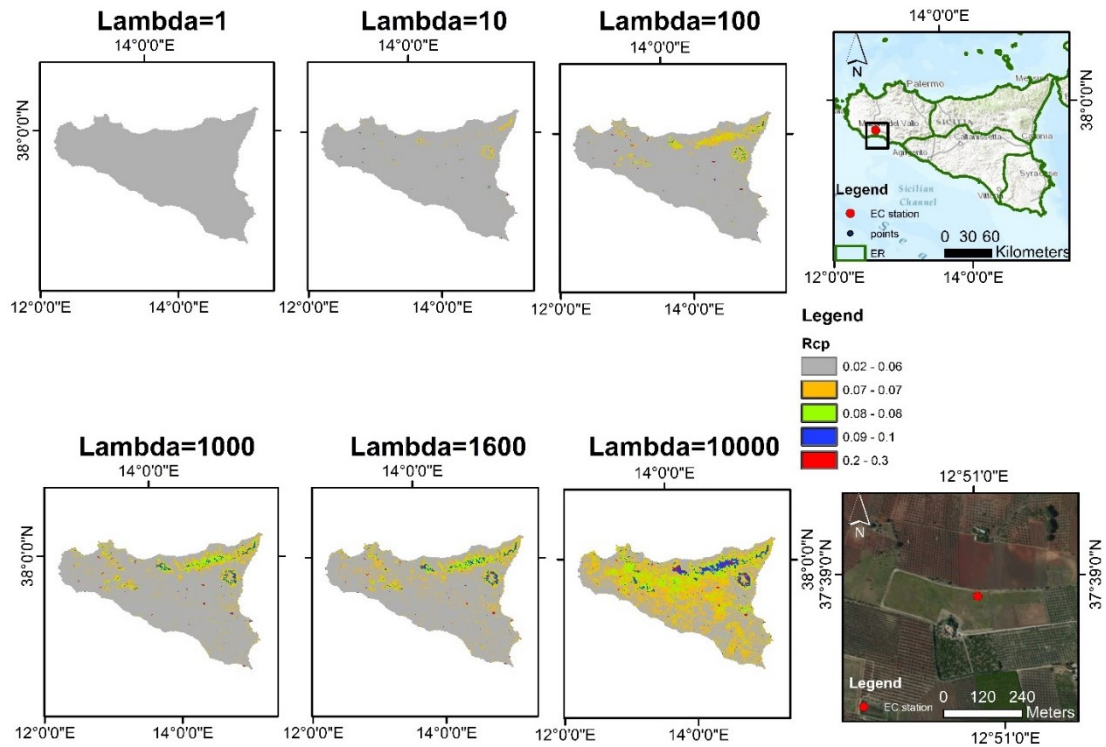 Lambda=1
14°0'0"E
38°0'0"N
12°0'0"E
14°0'0"E
Lambda=10
14°0'0"E
12°0'0"E
14°0'0"E
Lambda=100
14°0'0"E
12°0'0"E
14°0'0"E
14°0'0"E
38°0'0"N
N
Palermo
SICILIA
Caltanissetta
Catania
Agrigento
Sicilian
Channel
Legend
EC station
points
ER
0 30 60
Kilometers
12°0'0"E
14°0'0"E
Legend
Rcp
0.02 - 0.06
0.07 - 0.07
0.08 - 0.08
0.09 - 0.1
0.2 - 0.3
Lambda=1000
14°0'0"E
38°0'0"N
12°0'0"E
14°0'0"E
Lambda=1600
14°0'0"E
12°0'0"E
14°0'0"E
Lambda=10000
14°0'0"E
38°0'0"N
12°0'0"E
14°0'0"E
12°51'0"E
37°39'0"N
37°39'0"N
N
Legend
EC station
0 120 240
Meters
12°51'0"E